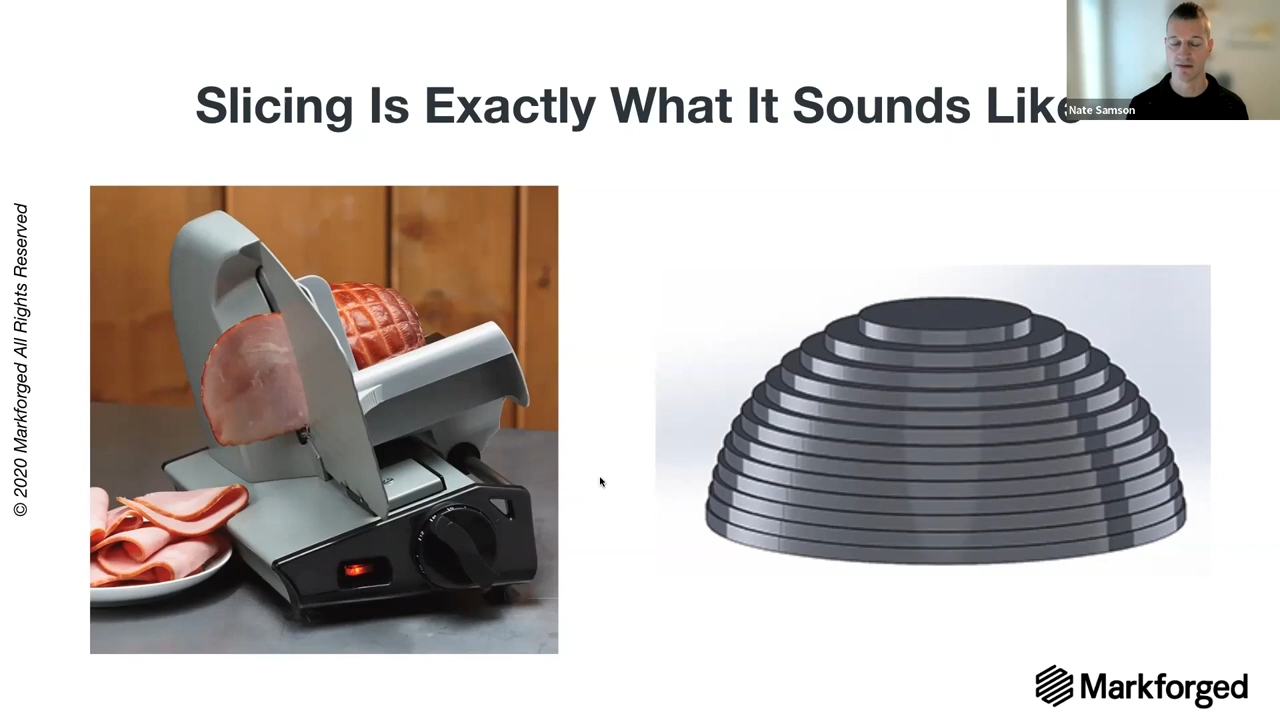 Slicing Is Exactly What It Sounds Like
Nate Samson
© 2020 Markforged All Rights Reserved
Markforged